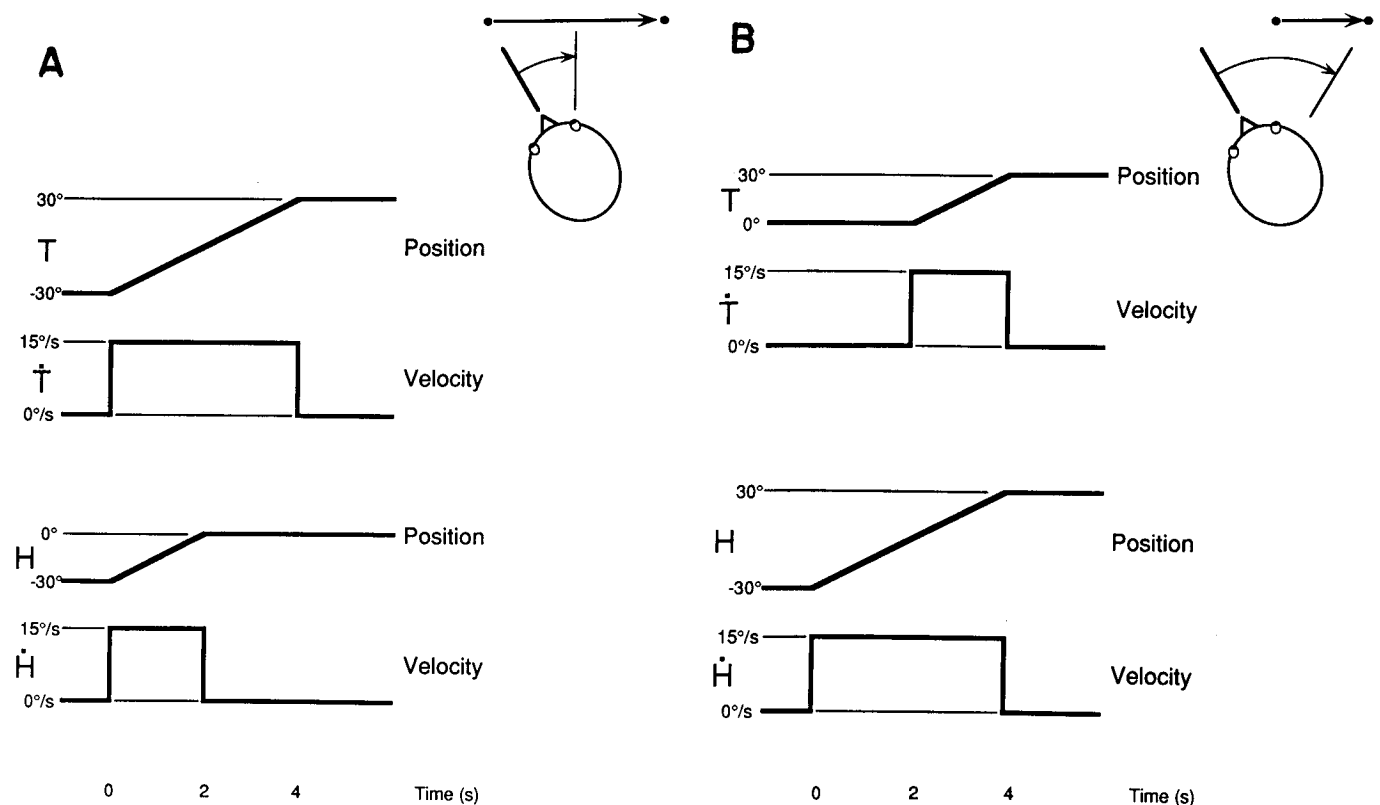 A
30°
T
Position
-30°
15°/s
Ṫ
Velocity
0°/s
0°
H
Position
-30°
15°/s
Ḣ
Velocity
0°/s
0 2 4 Time (s)
B
30°
T
Position
0°
15°/s
Ṫ
Velocity
0°/s
30°
H
Position
-30°
15°/s
Ḣ
Velocity
0°/s
0 2 4 Time (s)